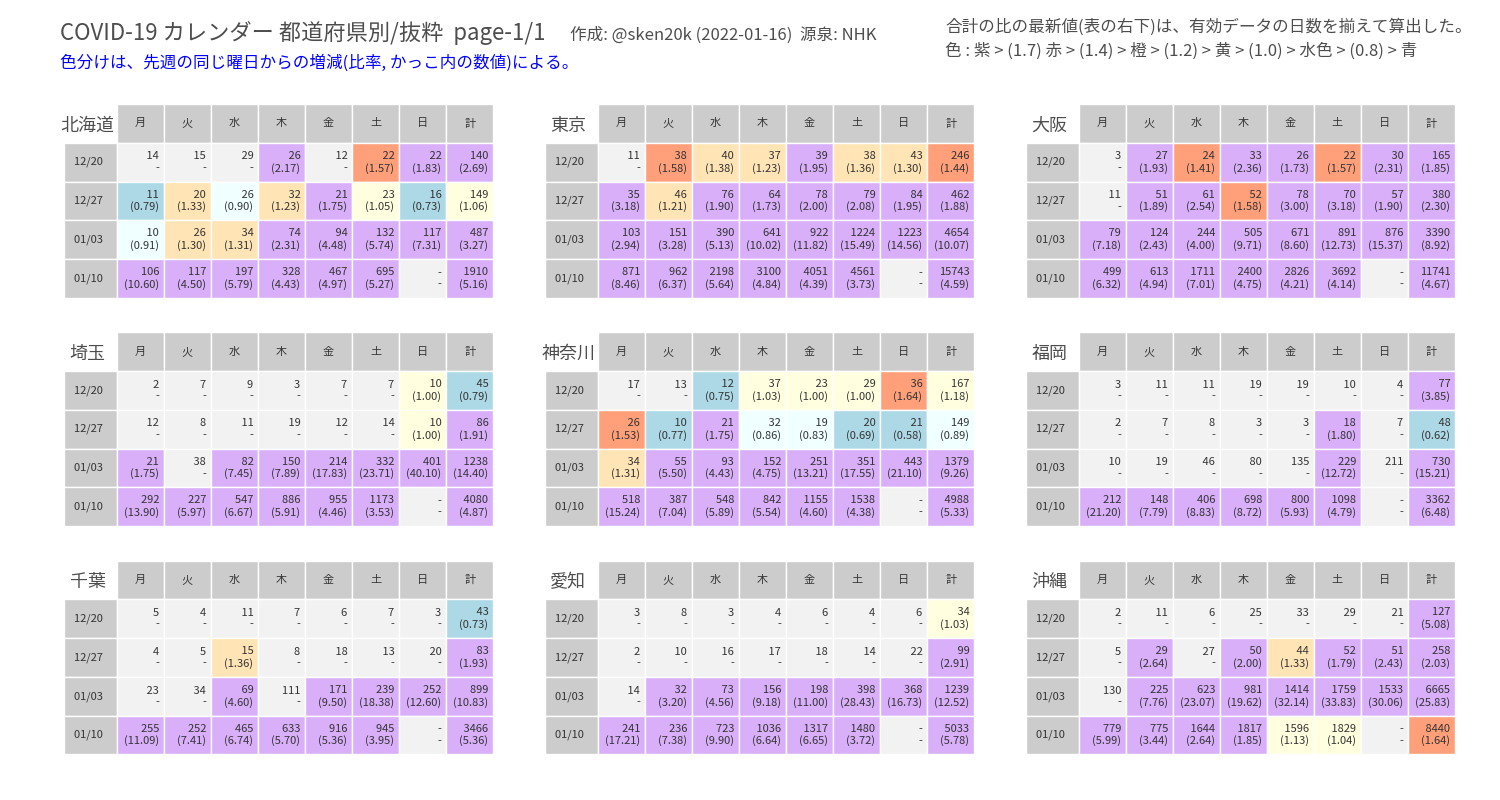 COVID-19 カレンダー 都道府県別/抜粋 page-1/1 作成: @sken20k (2022-01-16) 源泉: NHK
合計の比の最新値(表の右下)は、有効データの日数を揃えて算出した。
色分けは、先週の同じ曜日からの増減(比率, かっこ内の数値)による。
色 : 紫 > (1.7) 赤 > (1.4) 橙 > (1.2) > 黄 > (1.0) > 水色 > (0.8) > 青
北海道 月 火 水 木 金 土 日 計
12/20 14 15 29 26 12 22 22 140
- - - (2.17) - (1.57) (1.83) (2.69)
12/27 11 20 26 32 21 23 16 149
(0.79) (1.33) (0.90) (1.23) (1.75) (1.05) (0.73) (1.06)
01/03 10 26 34 74 94 132 117 487
(0.91) (1.30) (1.31) (2.31) (4.48) (5.74) (7.31) (3.27)
01/10 106 117 197 328 467 695 - 1910
(10.60) (4.50) (5.79) (4.43) (4.97) (5.27) - (5.16)
東京 月 火 水 木 金 土 日 計
12/20 11 38 40 37 39 38 43 246
- (1.58) (1.38) (1.23) (1.95) (1.36) (1.30) (1.44)
12/27 35 46 76 64 78 79 84 462
(3.18) (1.21) (1.90) (1.73) (2.00) (2.08) (1.95) (1.88)
01/03 103 151 390 641 922 1224 1223 4654
(2.94) (3.28) (5.13) (10.02) (11.82) (15.49) (14.56) (10.07)
01/10 871 962 2198 3100 4051 4561 - 15743
(8.46) (6.37) (5.64) (4.84) (4.39) (3.73) - (4.59)
大阪 月 火 水 木 金 土 日 計
12/20 3 27 24 33 26 22 30 165
- (1.93) (1.41) (2.36) (1.73) (1.57) (2.31) (1.85)
12/27 11 51 61 52 78 70 57 380
- (1.89) (2.54) (1.58) (3.00) (3.18) (1.90) (2.30)
01/03 79 124 244 505 671 891 876 3390
(7.18) (2.43) (4.00) (9.71) (8.60) (12.73) (15.37) (8.92)
01/10 499 613 1711 2400 2826 3692 - 11741
(6.32) (4.94) (7.01) (4.75) (4.21) (4.14) - (4.67)
埼玉 月 火 水 木 金 土 日 計
12/20 2 7 9 3 7 7 10 45
- - - - - - (1.00) (0.79)
12/27 12 8 11 19 12 14 10 86
- - - - - - (1.00) (1.91)
01/03 21 38 82 150 214 332 401 1238
(1.75) - (7.45) (7.89) (17.83) (23.71) (40.10) (14.40)
01/10 292 227 547 886 955 1173 - 4080
(13.90) (5.97) (6.67) (5.91) (4.46) (3.53) - (4.87)
神奈川 月 火 水 木 金 土 日 計
12/20 17 13 12 37 23 29 36 167
- - (0.75) (1.03) (1.00) (1.00) (1.64) (1.18)
12/27 26 10 21 32 19 20 21 149
(1.53) (0.77) (1.75) (0.86) (0.83) (0.69) (0.58) (0.89)
01/03 34 55 93 152 251 351 443 1379
(1.31) (5.50) (4.43) (4.75) (13.21) (17.55) (21.10) (9.26)
01/10 518 387 548 842 1155 1538 - 4988
(15.24) (7.04) (5.89) (5.54) (4.60) (4.38) - (5.33)
福岡 月 火 水 木 金 土 日 計
12/20 3 11 11 19 19 10 4 77
- - - - - - - (3.85)
12/27 2 7 8 3 3 18 7 48
- - - - - (1.80) - (0.62)
01/03 10 19 46 80 135 229 211 730
- - - - - (12.72) - (15.21)
01/10 212 148 406 698 800 1098 - 3362
(21.20) (7.79) (8.83) (8.72) (5.93) (4.79) - (6.48)
千葉 月 火 水 木 金 土 日 計
12/20 5 4 11 7 6 7 3 43
- - - - - - - (0.73)
12/27 4 5 15 8 18 13 20 83
- - (1.36) - - - - (1.93)
01/03 23 34 69 111 171 239 252 899
- - (4.60) - (9.50) (18.38) (12.60) (10.83)
01/10 255 252 465 633 916 945 - 3466
(11.09) (7.41) (6.74) (5.70) (5.36) (3.95) - (5.36)
愛知 月 火 水 木 金 土 日 計
12/20 3 8 3 4 6 4 6 34
- - - - - - - (1.03)
12/27 2 10 16 17 18 14 22 99
- - - - - - - (2.91)
01/03 14 32 73 156 198 398 368 1239
- (3.20) (4.56) (9.18) (11.00) (28.43) (16.73) (12.52)
01/10 241 236 723 1036 1317 1480 - 5033
(17.21) (7.38) (9.90) (6.64) (6.65) (3.72) - (5.78)
沖縄 月 火 水 木 金 土 日 計
12/20 2 11 6 25 33 29 21 127
- - - - - - - (5.08)
12/27 5 29 27 50 44 52 51 258
- (2.64) - (2.00) (1.33) (1.79) (2.43) (2.03)
01/03 130 225 623 981 1414 1759 1533 6665
- (7.76) (23.07) (19.62) (32.14) (33.83) (30.06) (25.83)
01/10 779 775 1644 1817 1596 1829 - 8440
(5.99) (3.44) (2.64) (1.85) (1.13) (1.04) - (1.64)